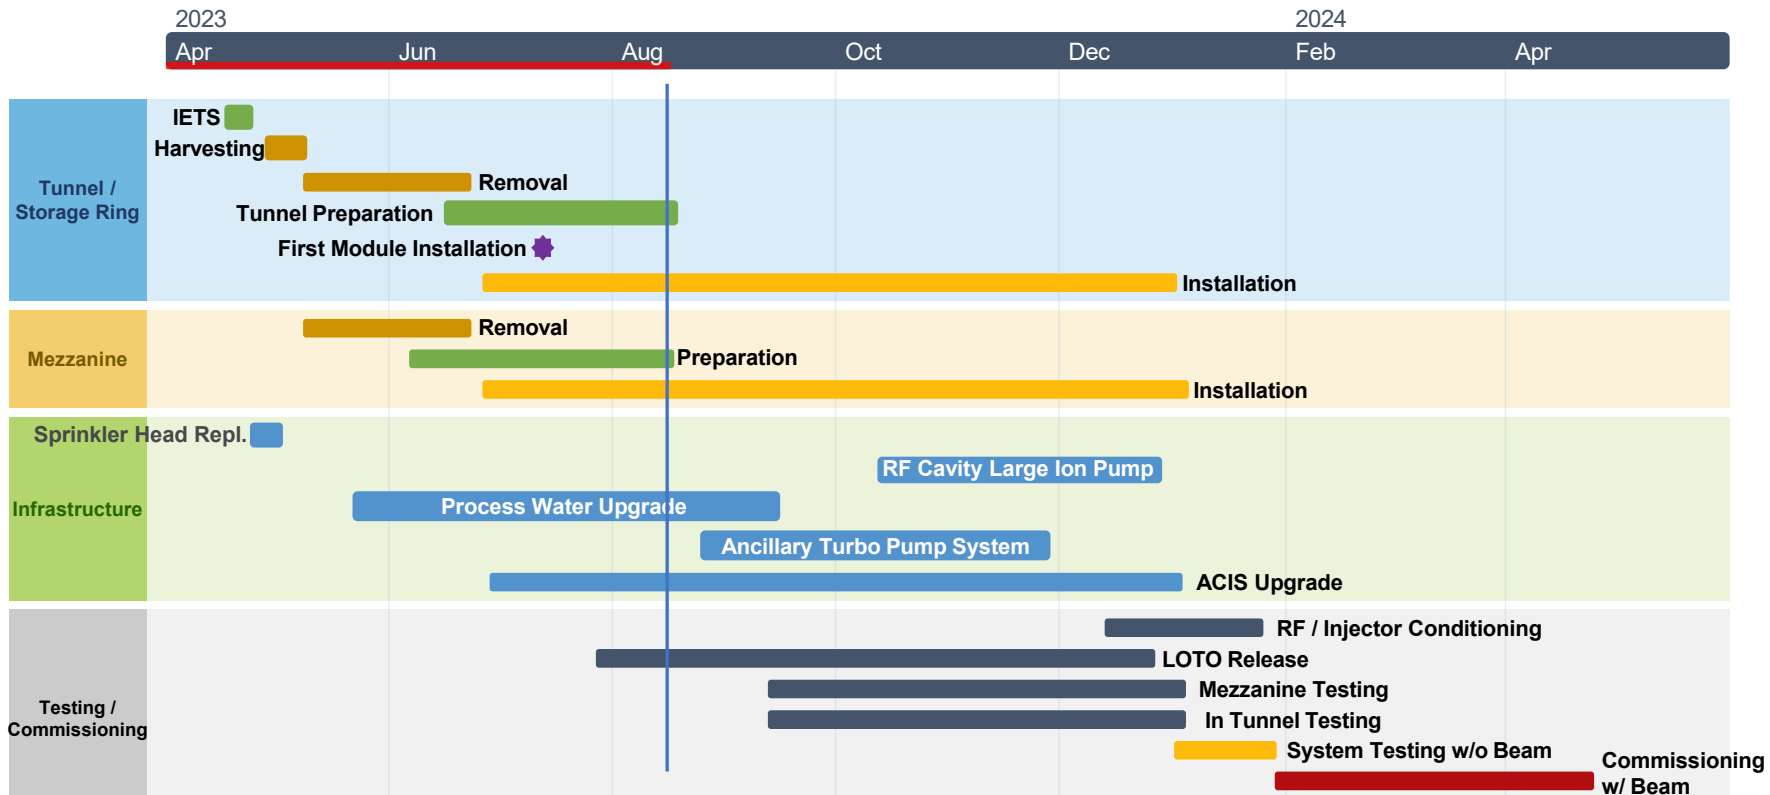 2023
2024
Apr
Jun
Aug
Oct
Dec
Feb
Apr
Tunnel /
Storage Ring
IETS
Harvesting
Removal
Tunnel Preparation
First Module Installation
Installation
Mezzanine
Removal
Preparation
Installation
Infrastructure
Sprinkler Head Repl.
RF Cavity Large Ion Pump
Process Water Upgrade
Ancillary Turbo Pump System
ACIS Upgrade
Testing /
Commissioning
RF / Injector Conditioning
LOTO Release
Mezzanine Testing
In Tunnel Testing
System Testing w/o Beam
Commissioning
w/ Beam